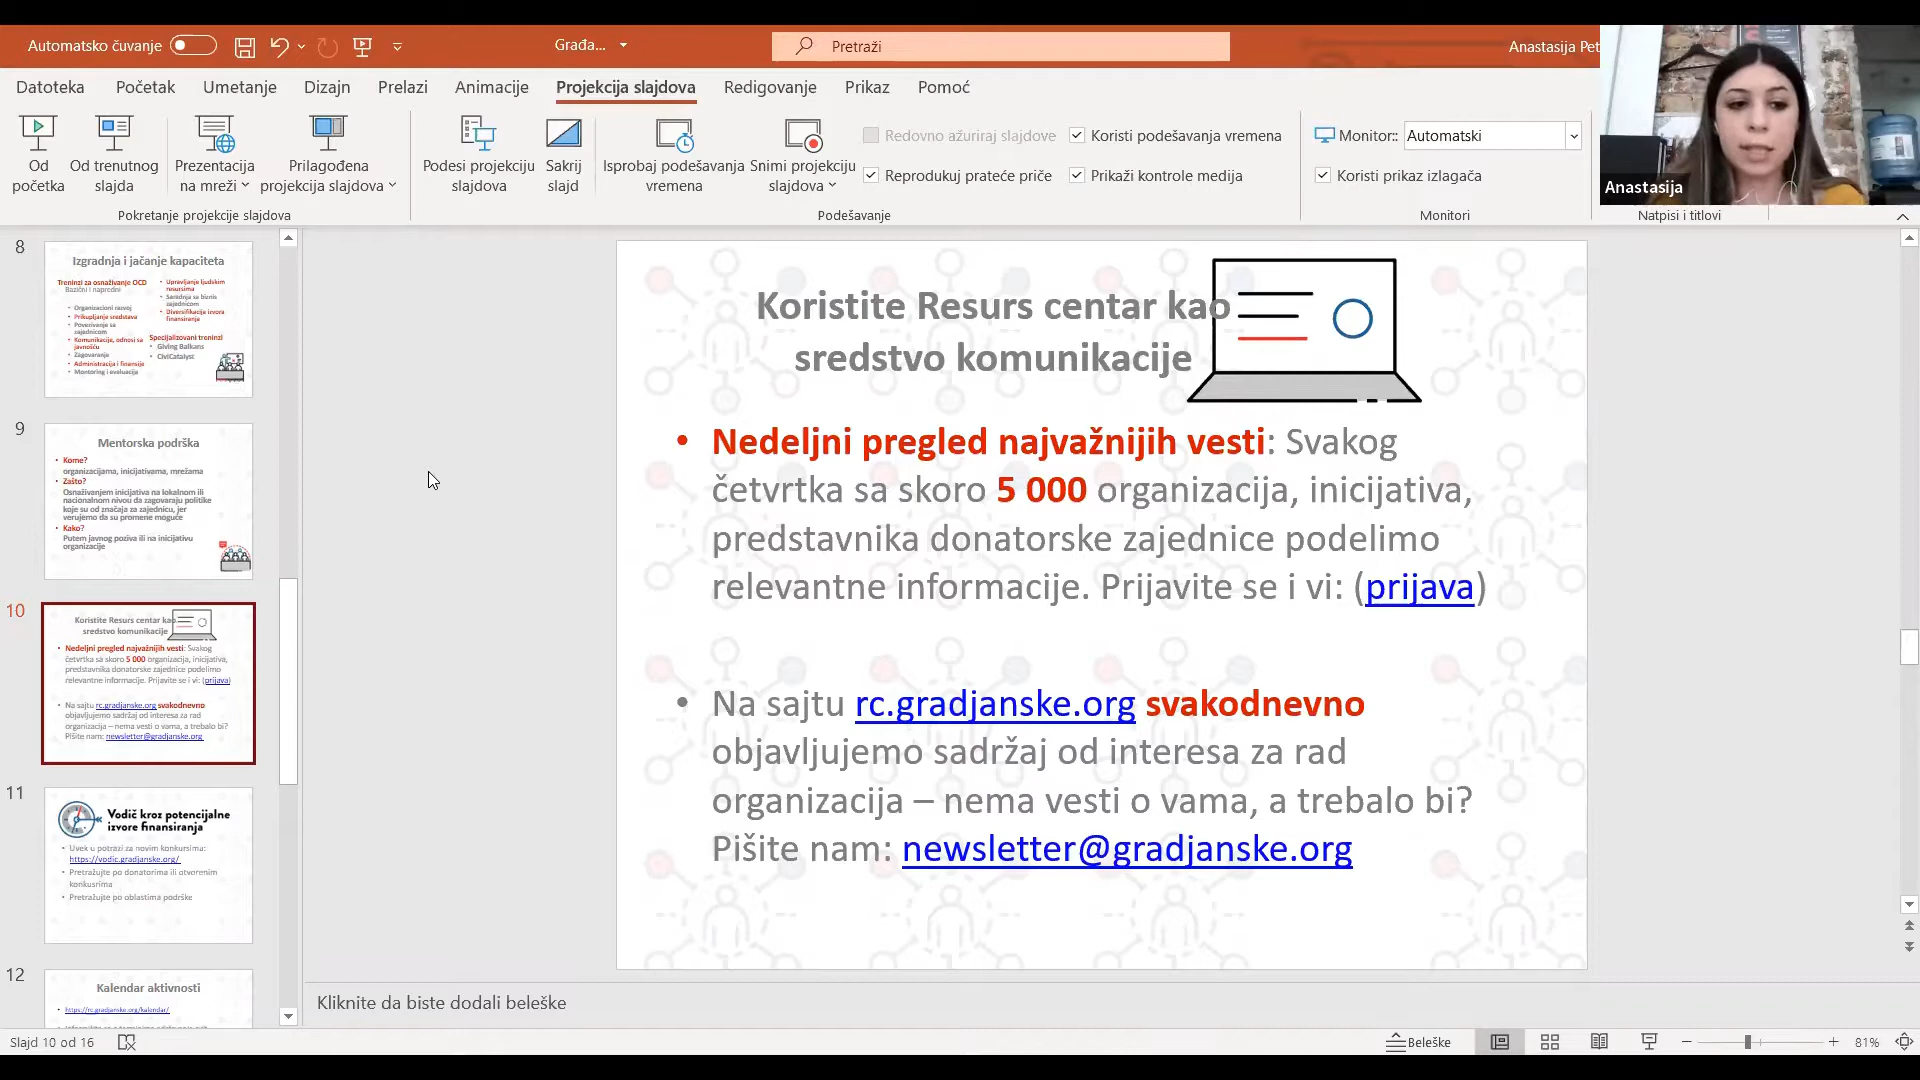 Automatsko čuvanje
Građa...
Pretraži
Anastasija Pet
Datoteka Početak Umetanje Dizajn Prelazi Animacije Projekcija slajdova Redigovanje Prikaz Pomoć
Od početka
Od trenutnog slajda
Prezentacija na mreži
Prilagođena projekcija slajdova
Podesi projekciju slajdova
Sakrij slajd
Isprobaj podešavanja vremena
Snimi projekciju slajdova
Redovno ažuriraj slajdove
Reprodukuj prateće priče
Koristi podešavanja vremena
Prikaži kontrole medija
Monitor:: Automatski
Koristi prikaz izlagača
Anastasija
Pokretanje projekcije slajdova
Podešavanje
Monitori
Natpisi i titlovi
8
Izgradnja i jačanje kapaciteta
Treninzi za osnaživanje OCD
Bazični i napredni
Organizacioni razvoj
Prikupljanje sredstava
Povezivanje sa
zajednicom
Komunikacije, odnosi sa
javnošću
Zagovaranje
Administracija i finansije
Monitoring i evaluacija
Upravljanje ljudskim
resursima
Saradnja sa biznis
zajednicom
Diversifikacija izvora
finansiranja
Specijalizovani treninzi
Giving Balkans
CiviCatalyst
9
Mentorska podrška
Kome?
organizacijama, inicijativama, mrežama
Zašto?
Osnaživanjem inicijativa na lokalnom ili
nacionalnom nivou da zagovaraju politike
koje su od značaja za zajednicu, jer
verujemo da su promene moguće
Kako?
Putem javnog poziva ili na inicijativu
organizacije
10
Koristite Resurs centar kao
sredstvo komunikacije
Nedeljni pregled najvažnijih vesti: Svakog
četvrtka sa skoro 5 000 organizacija, inicijativa,
predstavnika donatorske zajednice podelimo
relevantne informacije. Prijavite se i vi: (prijava)
Na sajtu rc.gradjanske.org svakodnevno
objavljujemo sadržaj od interesa za rad
organizacija – nema vesti o vama, a trebalo bi?
Pišite nam: newsletter@gradjanske.org
11
Vodič kroz potencijalne
izvore finansiranja
Uvek u potrazi za novim konkursima:
https://vodic.gradjanske.org/
Pretražujte po donatorima ili otvorenim
konkusrima
Pretražujte po oblastima podrške
12
Kalendar aktivnosti
https://rc.gradjanske.org/kalendar/
Koristite Resurs centar kao
sredstvo komunikacije
Nedeljni pregled najvažnijih vesti: Svakog
četvrtka sa skoro 5 000 organizacija, inicijativa,
predstavnika donatorske zajednice podelimo
relevantne informacije. Prijavite se i vi: (prijava)
Na sajtu rc.gradjanske.org svakodnevno
objavljujemo sadržaj od interesa za rad
organizacija – nema vesti o vama, a trebalo bi?
Pišite nam: newsletter@gradjanske.org
Kliknite da biste dodali beleške
Slajd 10 od 16
Beleške
81%